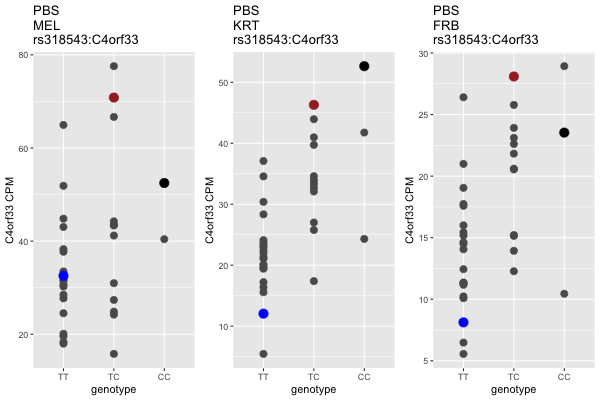 PBS
MEL
rs318543:C4orf33
80
60
40
20
C4orf33 CPM
TT TC CC
genotype
PBS
KRT
rs318543:C4orf33
50
40
30
20
10
C4orf33 CPM
TT TC CC
genotype
PBS
FRB
rs318543:C4orf33
30
25
20
15
10
5
C4orf33 CPM
TT TC CC
genotype